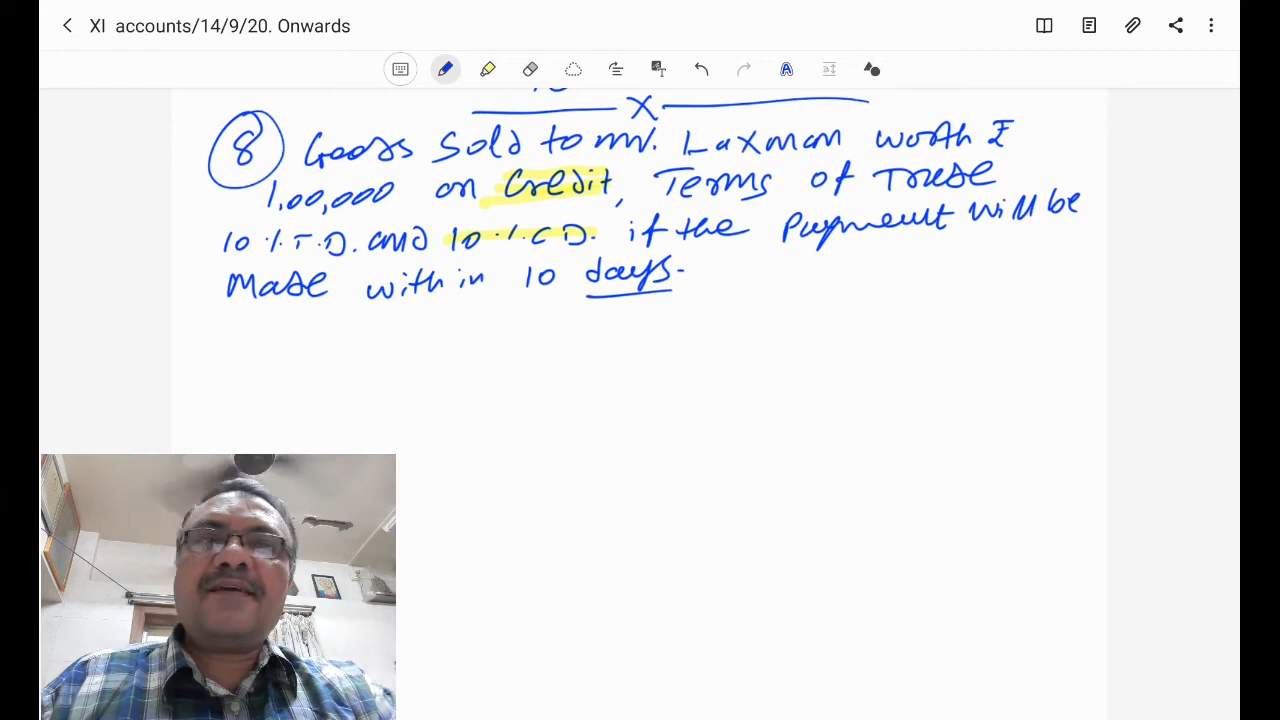 XI accounts/14/9/20. Onwards
X
8 Goods Sold to mr. Laxman worth ₹
1,00,000 on Credit, Terms of Trade
10 % T.D. and 10 % C D. if the Payment will be
Made with in 10 days.